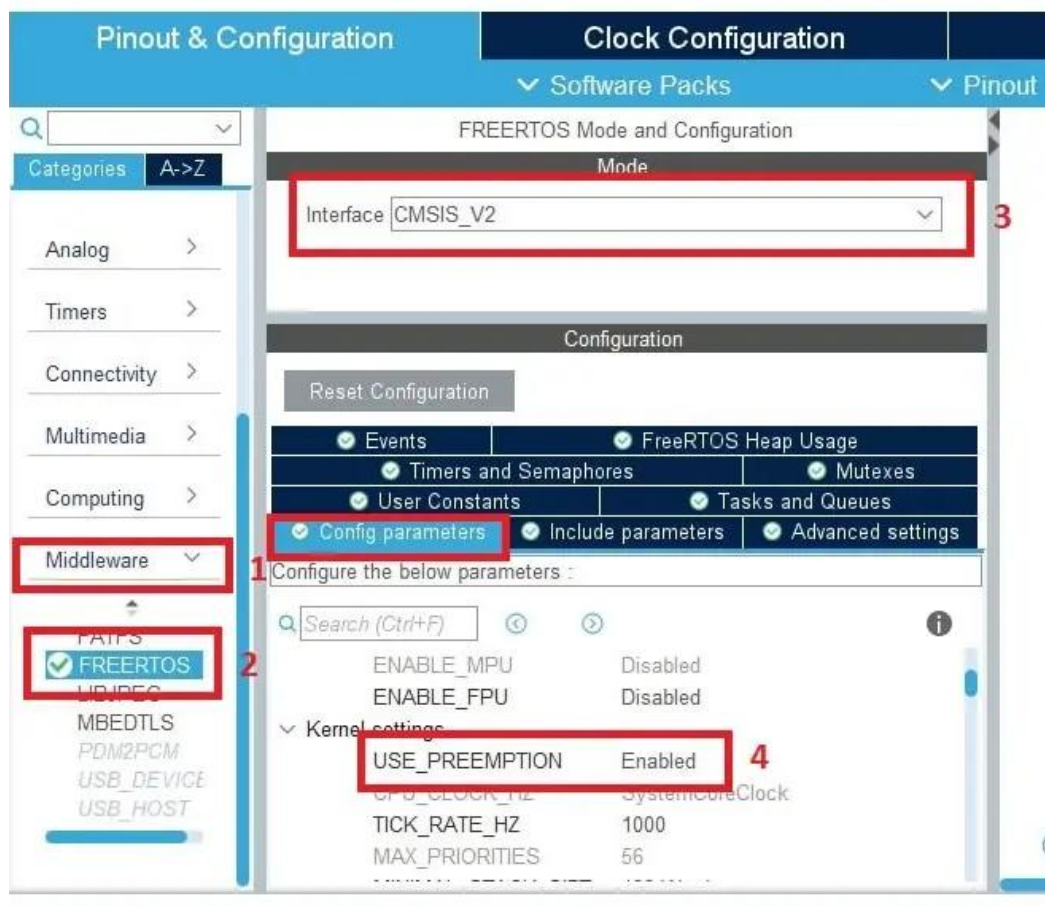 Pinout & Configuration
Clock Configuration
Software Packs
Pinout
Categories
A->Z
FREERTOS Mode and Configuration
Mode
Interface CMSIS_V2
3
Analog
Timers
Connectivity
Multimedia
Computing
Middleware
1
FATFS
FREERTOS
2
LIBJPEG
MBEDTLS
PDM2PCM
USB_DEVICE
USB_HOST
Configuration
Reset Configuration
Events
FreeRTOS Heap Usage
Timers and Semaphores
Mutexes
User Constants
Tasks and Queues
Config parameters
Include parameters
Advanced settings
Configure the below parameters :
Search (Ctrl+F)
ENABLE_MPU Disabled
ENABLE_FPU Disabled
Kernel settings
USE_PREEMPTION Enabled
4
CPU_CLOCK_HZ SystemCoreClock
TICK_RATE_HZ 1000
MAX_PRIORITIES 56